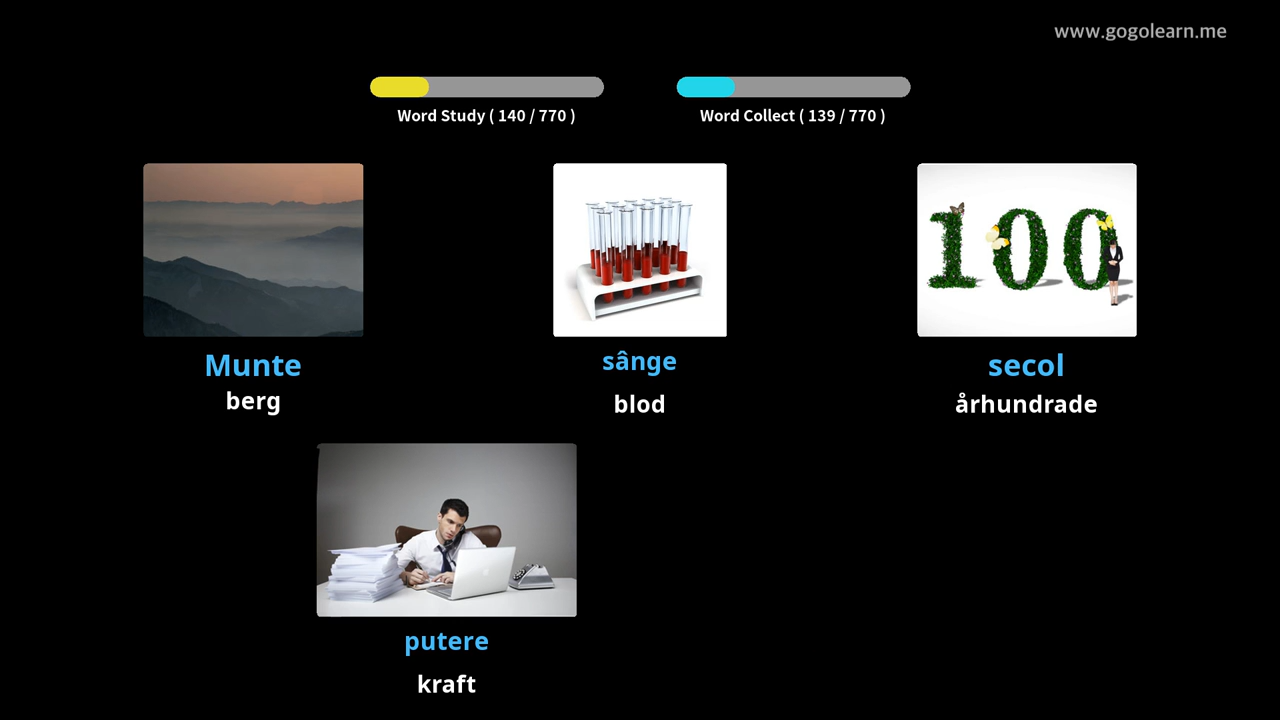 www.gogolearn.me
Word Study ( 140 / 770 )
Word Collect ( 139 / 770 )
Munte
berg
sânge
blod
secol
århundrade
putere
kraft